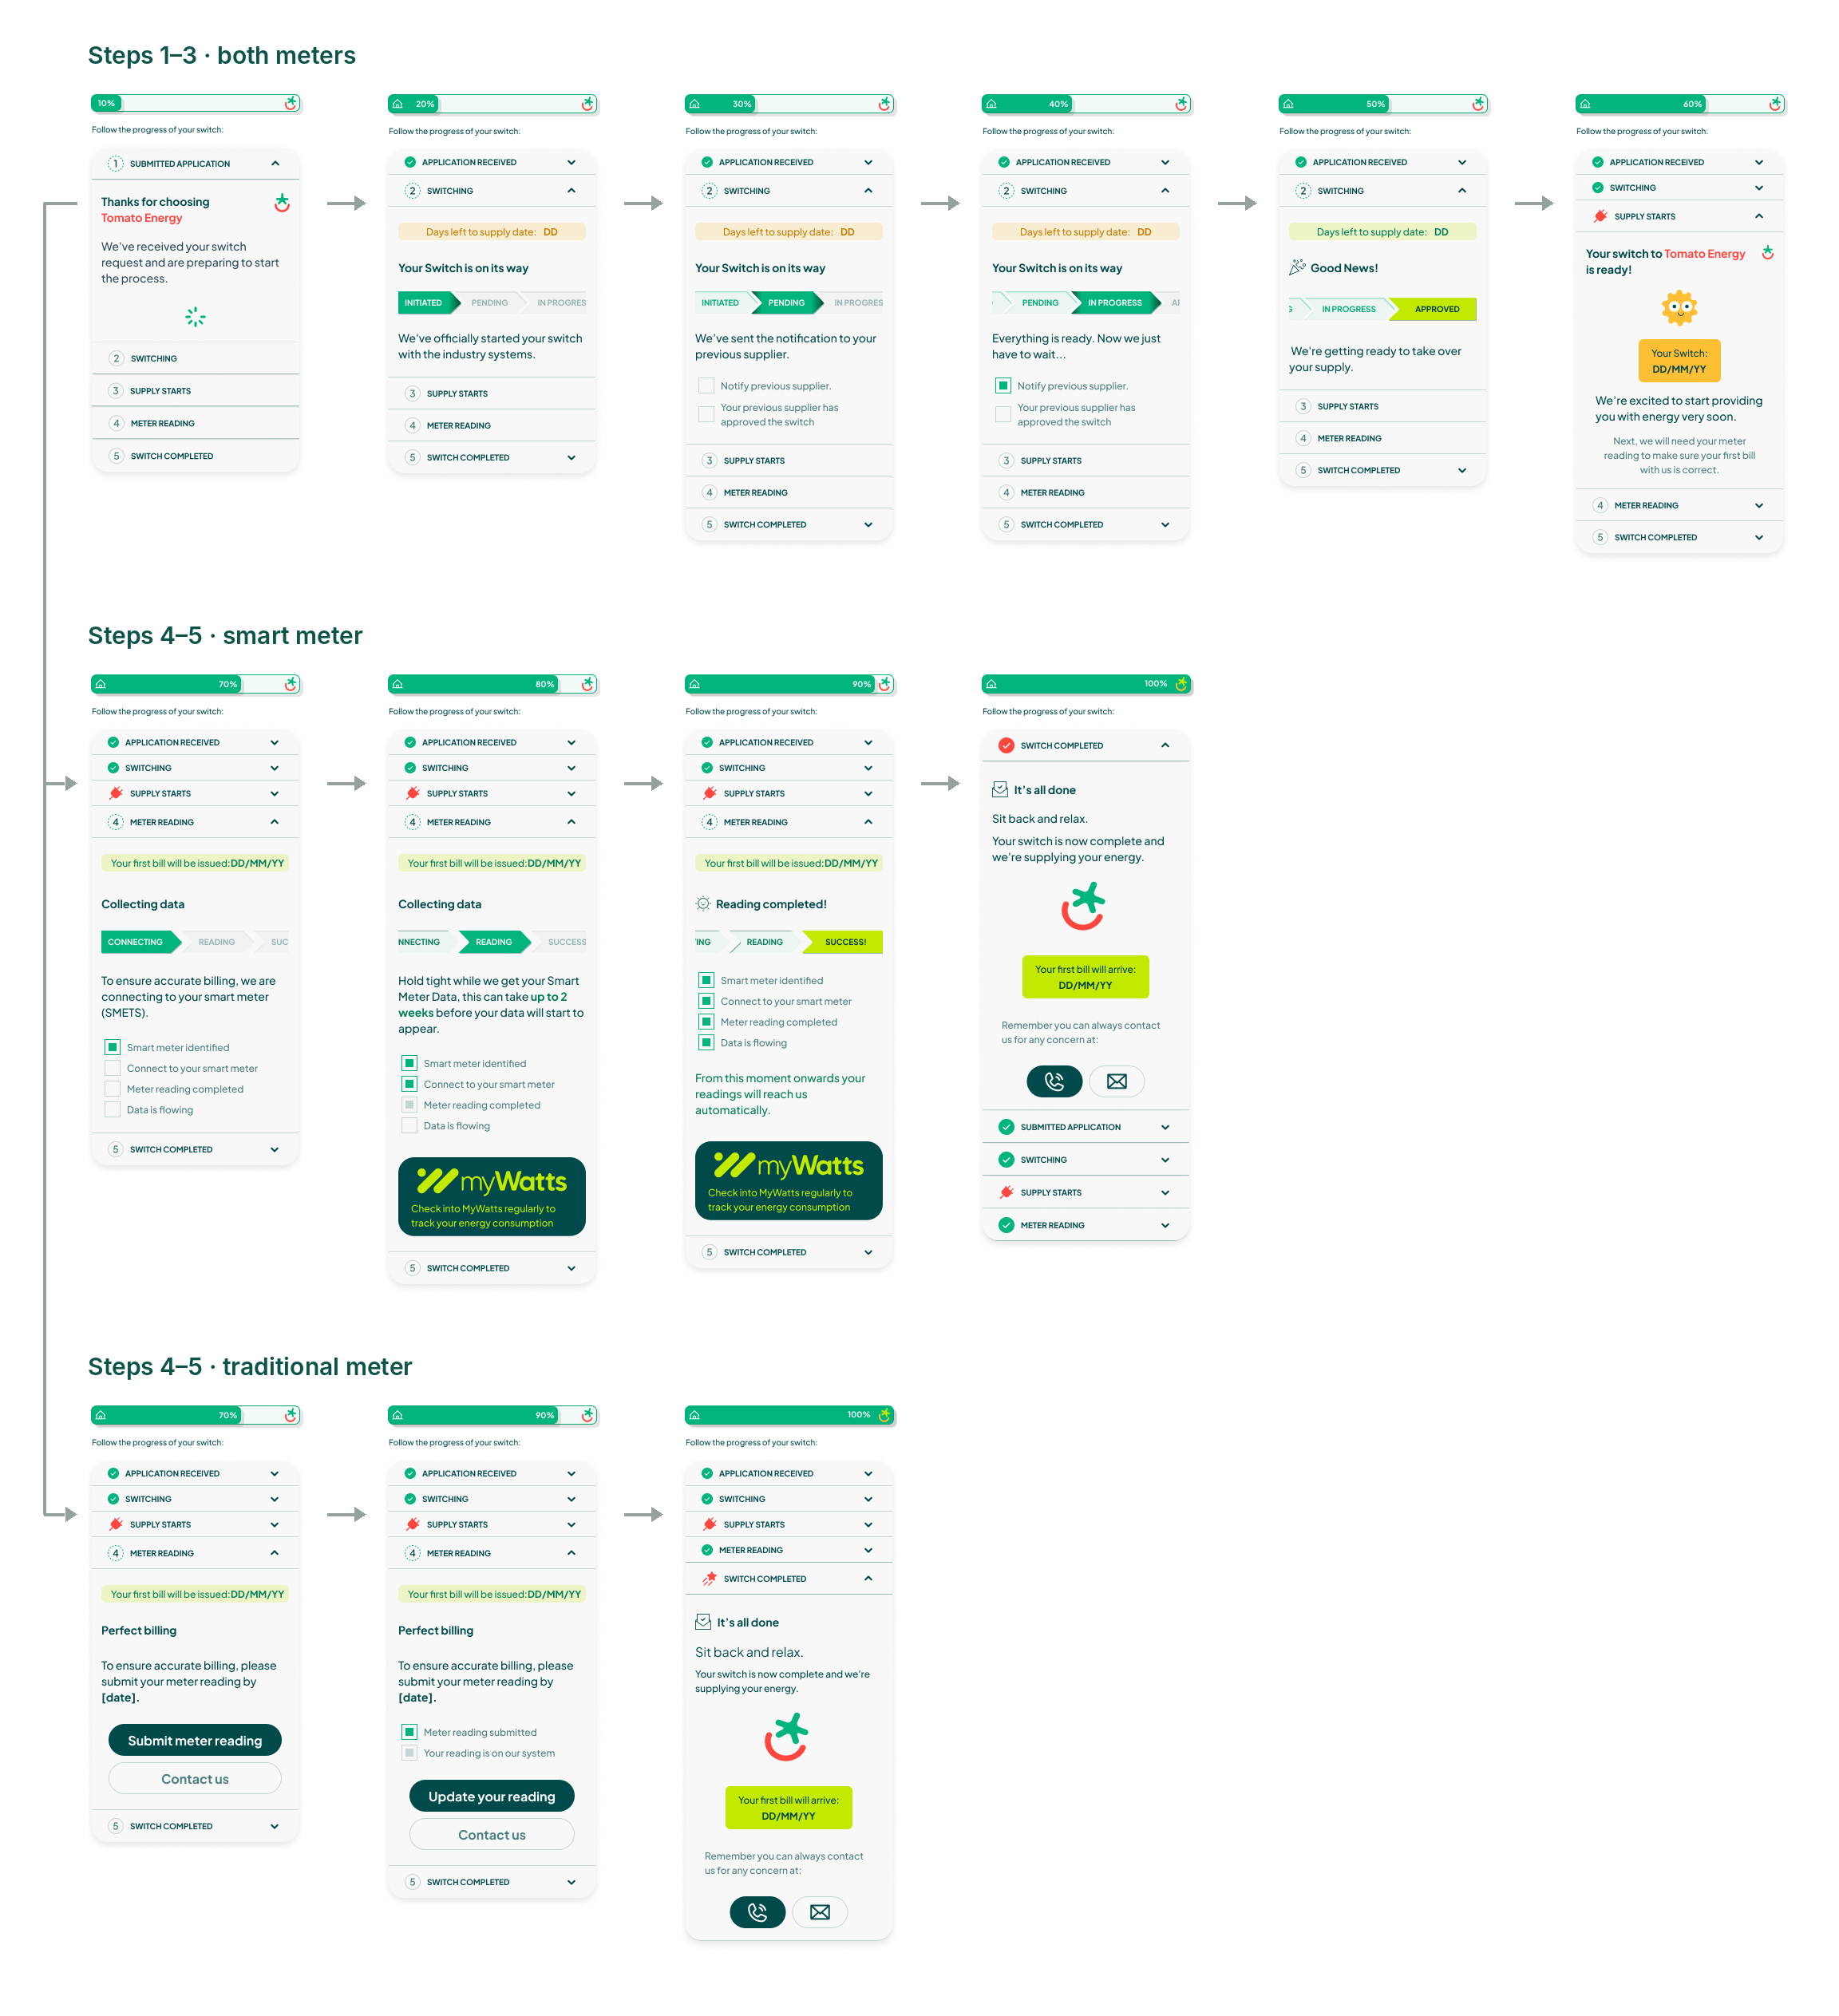 Steps 1–3 · both meters
10%
Follow the progress of your switch:
1 SUBMITTED APPLICATION
Thanks for choosing
Tomato Energy
We've received your switch
request and are preparing to start
the process.
2 SWITCHING
3 SUPPLY STARTS
4 METER READING
5 SWITCH COMPLETED
20%
Follow the progress of your switch:
APPLICATION RECEIVED
2 SWITCHING
Days left to supply date: DD
Your Switch is on its way
INITIATED PENDING IN PROGRES
We've officially started your switch
with the industry systems.
3 SUPPLY STARTS
4 METER READING
5 SWITCH COMPLETED
30%
Follow the progress of your switch:
APPLICATION RECEIVED
2 SWITCHING
Days left to supply date: DD
Your Switch is on its way
INITIATED PENDING IN PROGRES
We've sent the notification to your
previous supplier.
Notify previous supplier.
Your previous supplier has
approved the switch
3 SUPPLY STARTS
4 METER READING
5 SWITCH COMPLETED
40%
Follow the progress of your switch:
APPLICATION RECEIVED
2 SWITCHING
Days left to supply date: DD
Your Switch is on its way
PENDING IN PROGRESS
Everything is ready. Now we just
have to wait...
Notify previous supplier.
Your previous supplier has
approved the switch
3 SUPPLY STARTS
4 METER READING
5 SWITCH COMPLETED
50%
Follow the progress of your switch:
APPLICATION RECEIVED
2 SWITCHING
Days left to supply date: DD
Good News!
IN PROGRESS APPROVED
We're getting ready to take over
your supply.
3 SUPPLY STARTS
4 METER READING
5 SWITCH COMPLETED
60%
Follow the progress of your switch:
APPLICATION RECEIVED
SWITCHING
SUPPLY STARTS
Your switch to Tomato Energy
is ready!
Your Switch:
DD/MM/YY
We're excited to start providing
you with energy very soon.
Next, we will need your meter
reading to make sure your first bill
with us is correct.
4 METER READING
5 SWITCH COMPLETED
Steps 4–5 · smart meter
70%
Follow the progress of your switch:
APPLICATION RECEIVED
SWITCHING
SUPPLY STARTS
4 METER READING
Your first bill will be issued:DD/MM/YY
Collecting data
CONNECTING READING SUC
To ensure accurate billing, we are
connecting to your smart meter
(SMETS).
Smart meter identified
Connect to your smart meter
Meter reading completed
Data is flowing
5 SWITCH COMPLETED
80%
Follow the progress of your switch:
APPLICATION RECEIVED
SWITCHING
SUPPLY STARTS
4 METER READING
Your first bill will be issued:DD/MM/YY
Collecting data
NNECTING READING SUCCESS
Hold tight while we get your Smart
Meter Data, this can take up to 2
weeks before your data will start to
appear.
Smart meter identified
Connect to your smart meter
Meter reading completed
Data is flowing
myWatts
Check into MyWatts regularly to
track your energy consumption
5 SWITCH COMPLETED
90%
Follow the progress of your switch:
APPLICATION RECEIVED
SWITCHING
SUPPLY STARTS
4 METER READING
Your first bill will be issued:DD/MM/YY
Reading completed!
ING READING SUCCESS!
Smart meter identified
Connect to your smart meter
Meter reading completed
Data is flowing
From this moment onwards your
readings will reach us
automatically.
myWatts
Check into MyWatts regularly to
track your energy consumption
5 SWITCH COMPLETED
100%
Follow the progress of your switch:
SWITCH COMPLETED
It's all done
Sit back and relax.
Your switch is now complete and
we're supplying your energy.
Your first bill will arrive:
DD/MM/YY
Remember you can always contact
us for any concern at:
SUBMITTED APPLICATION
SWITCHING
SUPPLY STARTS
METER READING
Steps 4–5 · traditional meter
70%
Follow the progress of your switch:
APPLICATION RECEIVED
SWITCHING
SUPPLY STARTS
4 METER READING
Your first bill will be issued:DD/MM/YY
Perfect billing
To ensure accurate billing, please
submit your meter reading by
[date].
Submit meter reading
Contact us
5 SWITCH COMPLETED
90%
Follow the progress of your switch:
APPLICATION RECEIVED
SWITCHING
SUPPLY STARTS
4 METER READING
Your first bill will be issued:DD/MM/YY
Perfect billing
To ensure accurate billing, please
submit your meter reading by
[date].
Meter reading submitted
Your reading is on our system
Update your reading
Contact us
5 SWITCH COMPLETED
100%
Follow the progress of your switch:
APPLICATION RECEIVED
SWITCHING
SUPPLY STARTS
METER READING
SWITCH COMPLETED
It's all done
Sit back and relax.
Your switch is now complete and we're
supplying your energy.
Your first bill will arrive:
DD/MM/YY
Remember you can always contact
us for any concern at: